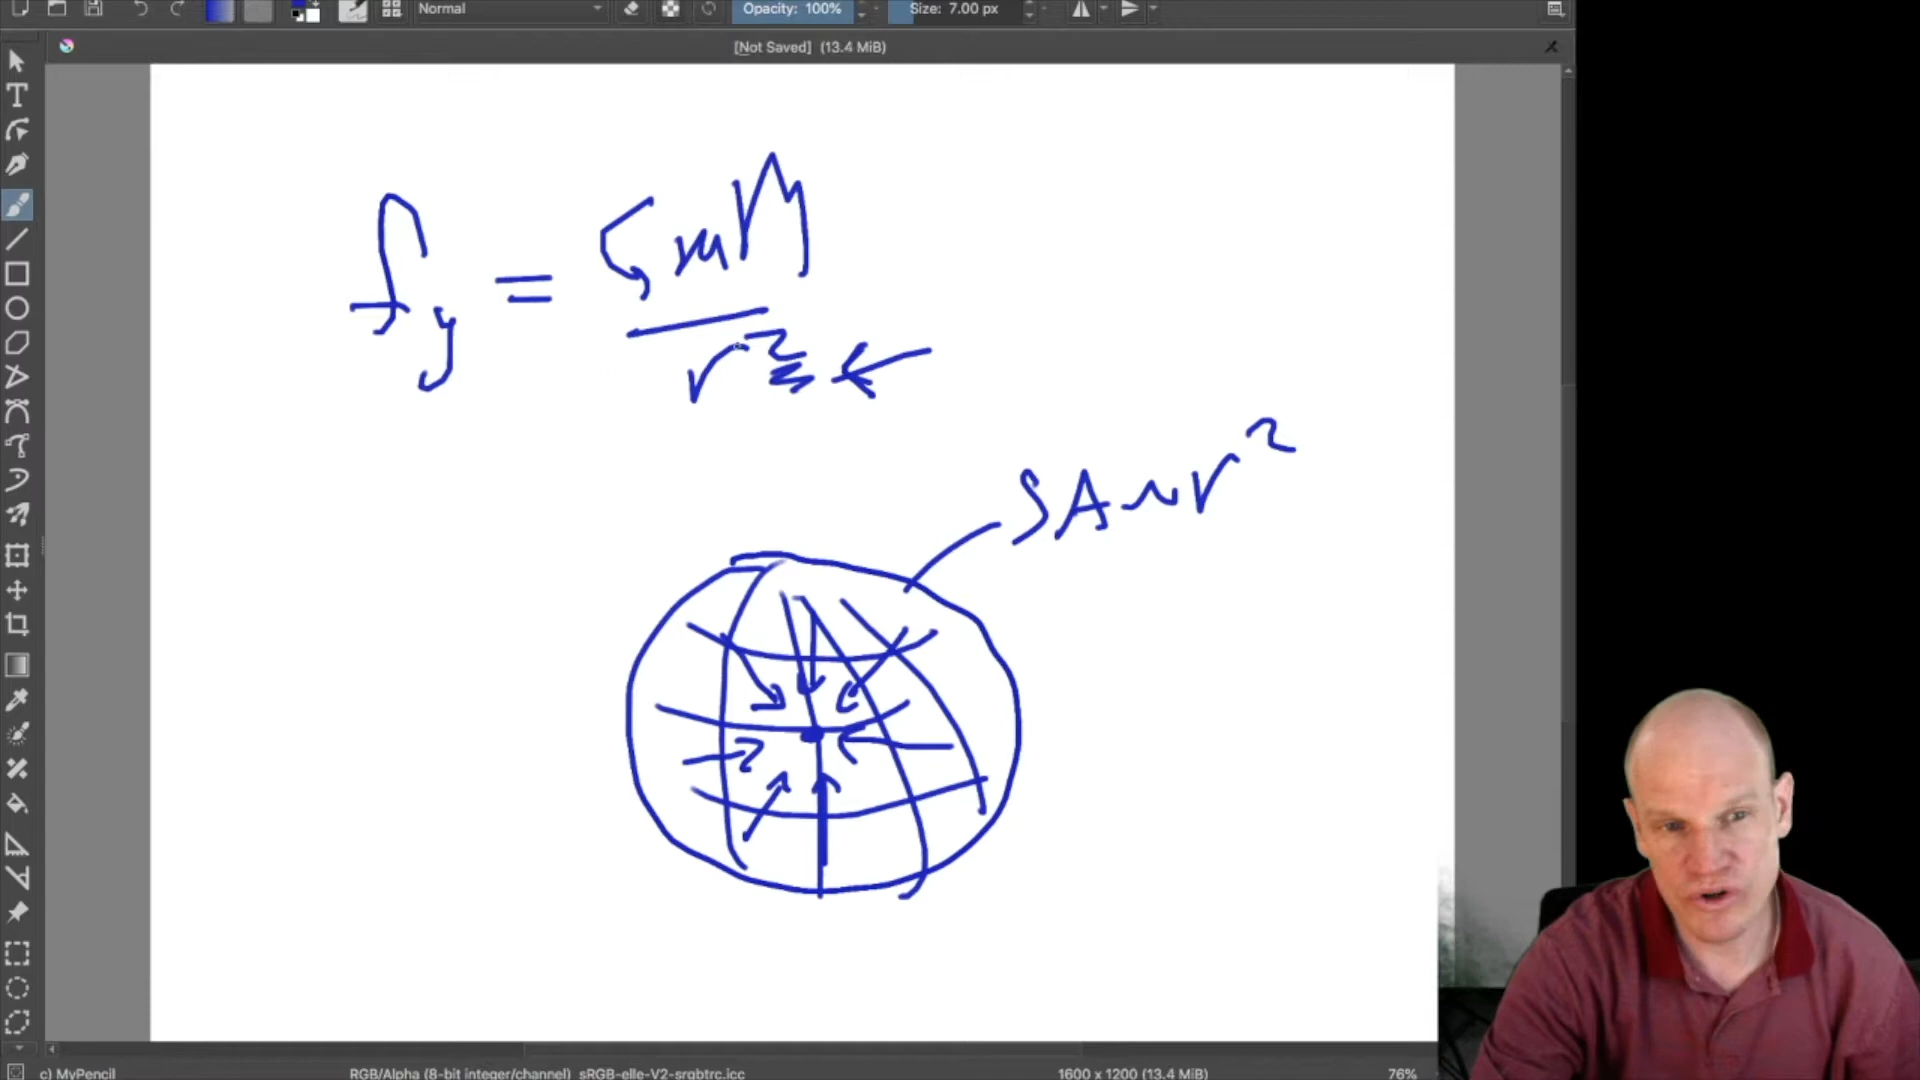 Normal Opacity: 100% Size: 7.00 px
[Not Saved] (13.4 MiB)
fy = GmM
r²
SA ~ r²
c) MyPencil RGB/Alpha (8-bit integer/channel) sRGB-elle-V2-srgbtrc.icc 1600 x 1200 (13.4 MiB) 76%